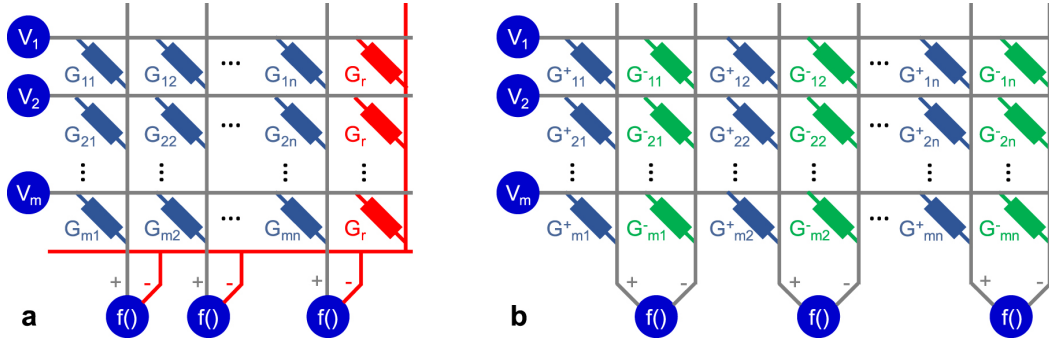 V1 G11 G12 ... G1n Gr
V2 G21 G22 ... G2n Gr
Vm Gm1 Gm2 ... Gmn Gr
+ - + - + -
a f() f() f()
V1 G+11 G-11 G+12 G-12 ... G+1n G-1n
V2 G+21 G-21 G+22 G-22 ... G+2n G-2n
Vm G+m1 G-m1 G+m2 G-m2 ... G+mn G-mn
+ - + - + -
b f() f() f()